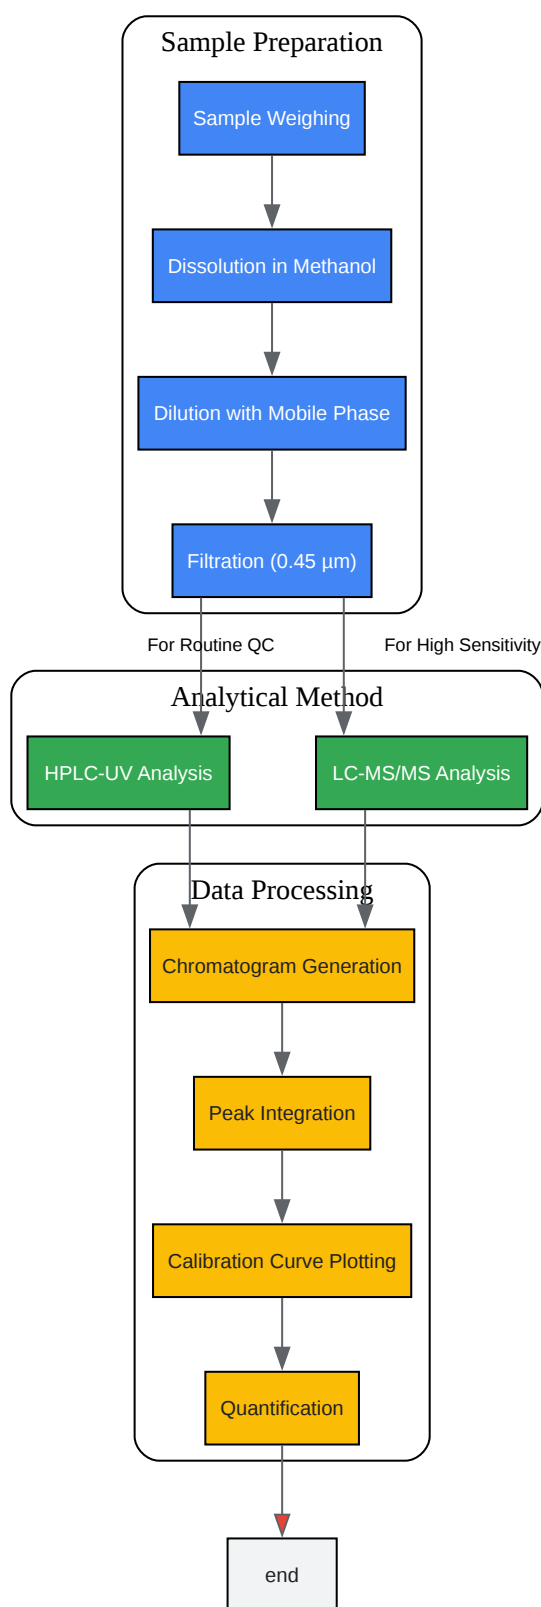 Sample Preparation
Sample Weighing
Dissolution in Methanol
Dilution with Mobile Phase
Filtration (0.45 µm)
For Routine QC
For High Sensitivity
Analytical Method
HPLC-UV Analysis
LC-MS/MS Analysis
Data Processing
Chromatogram Generation
Peak Integration
Calibration Curve Plotting
Quantification
end